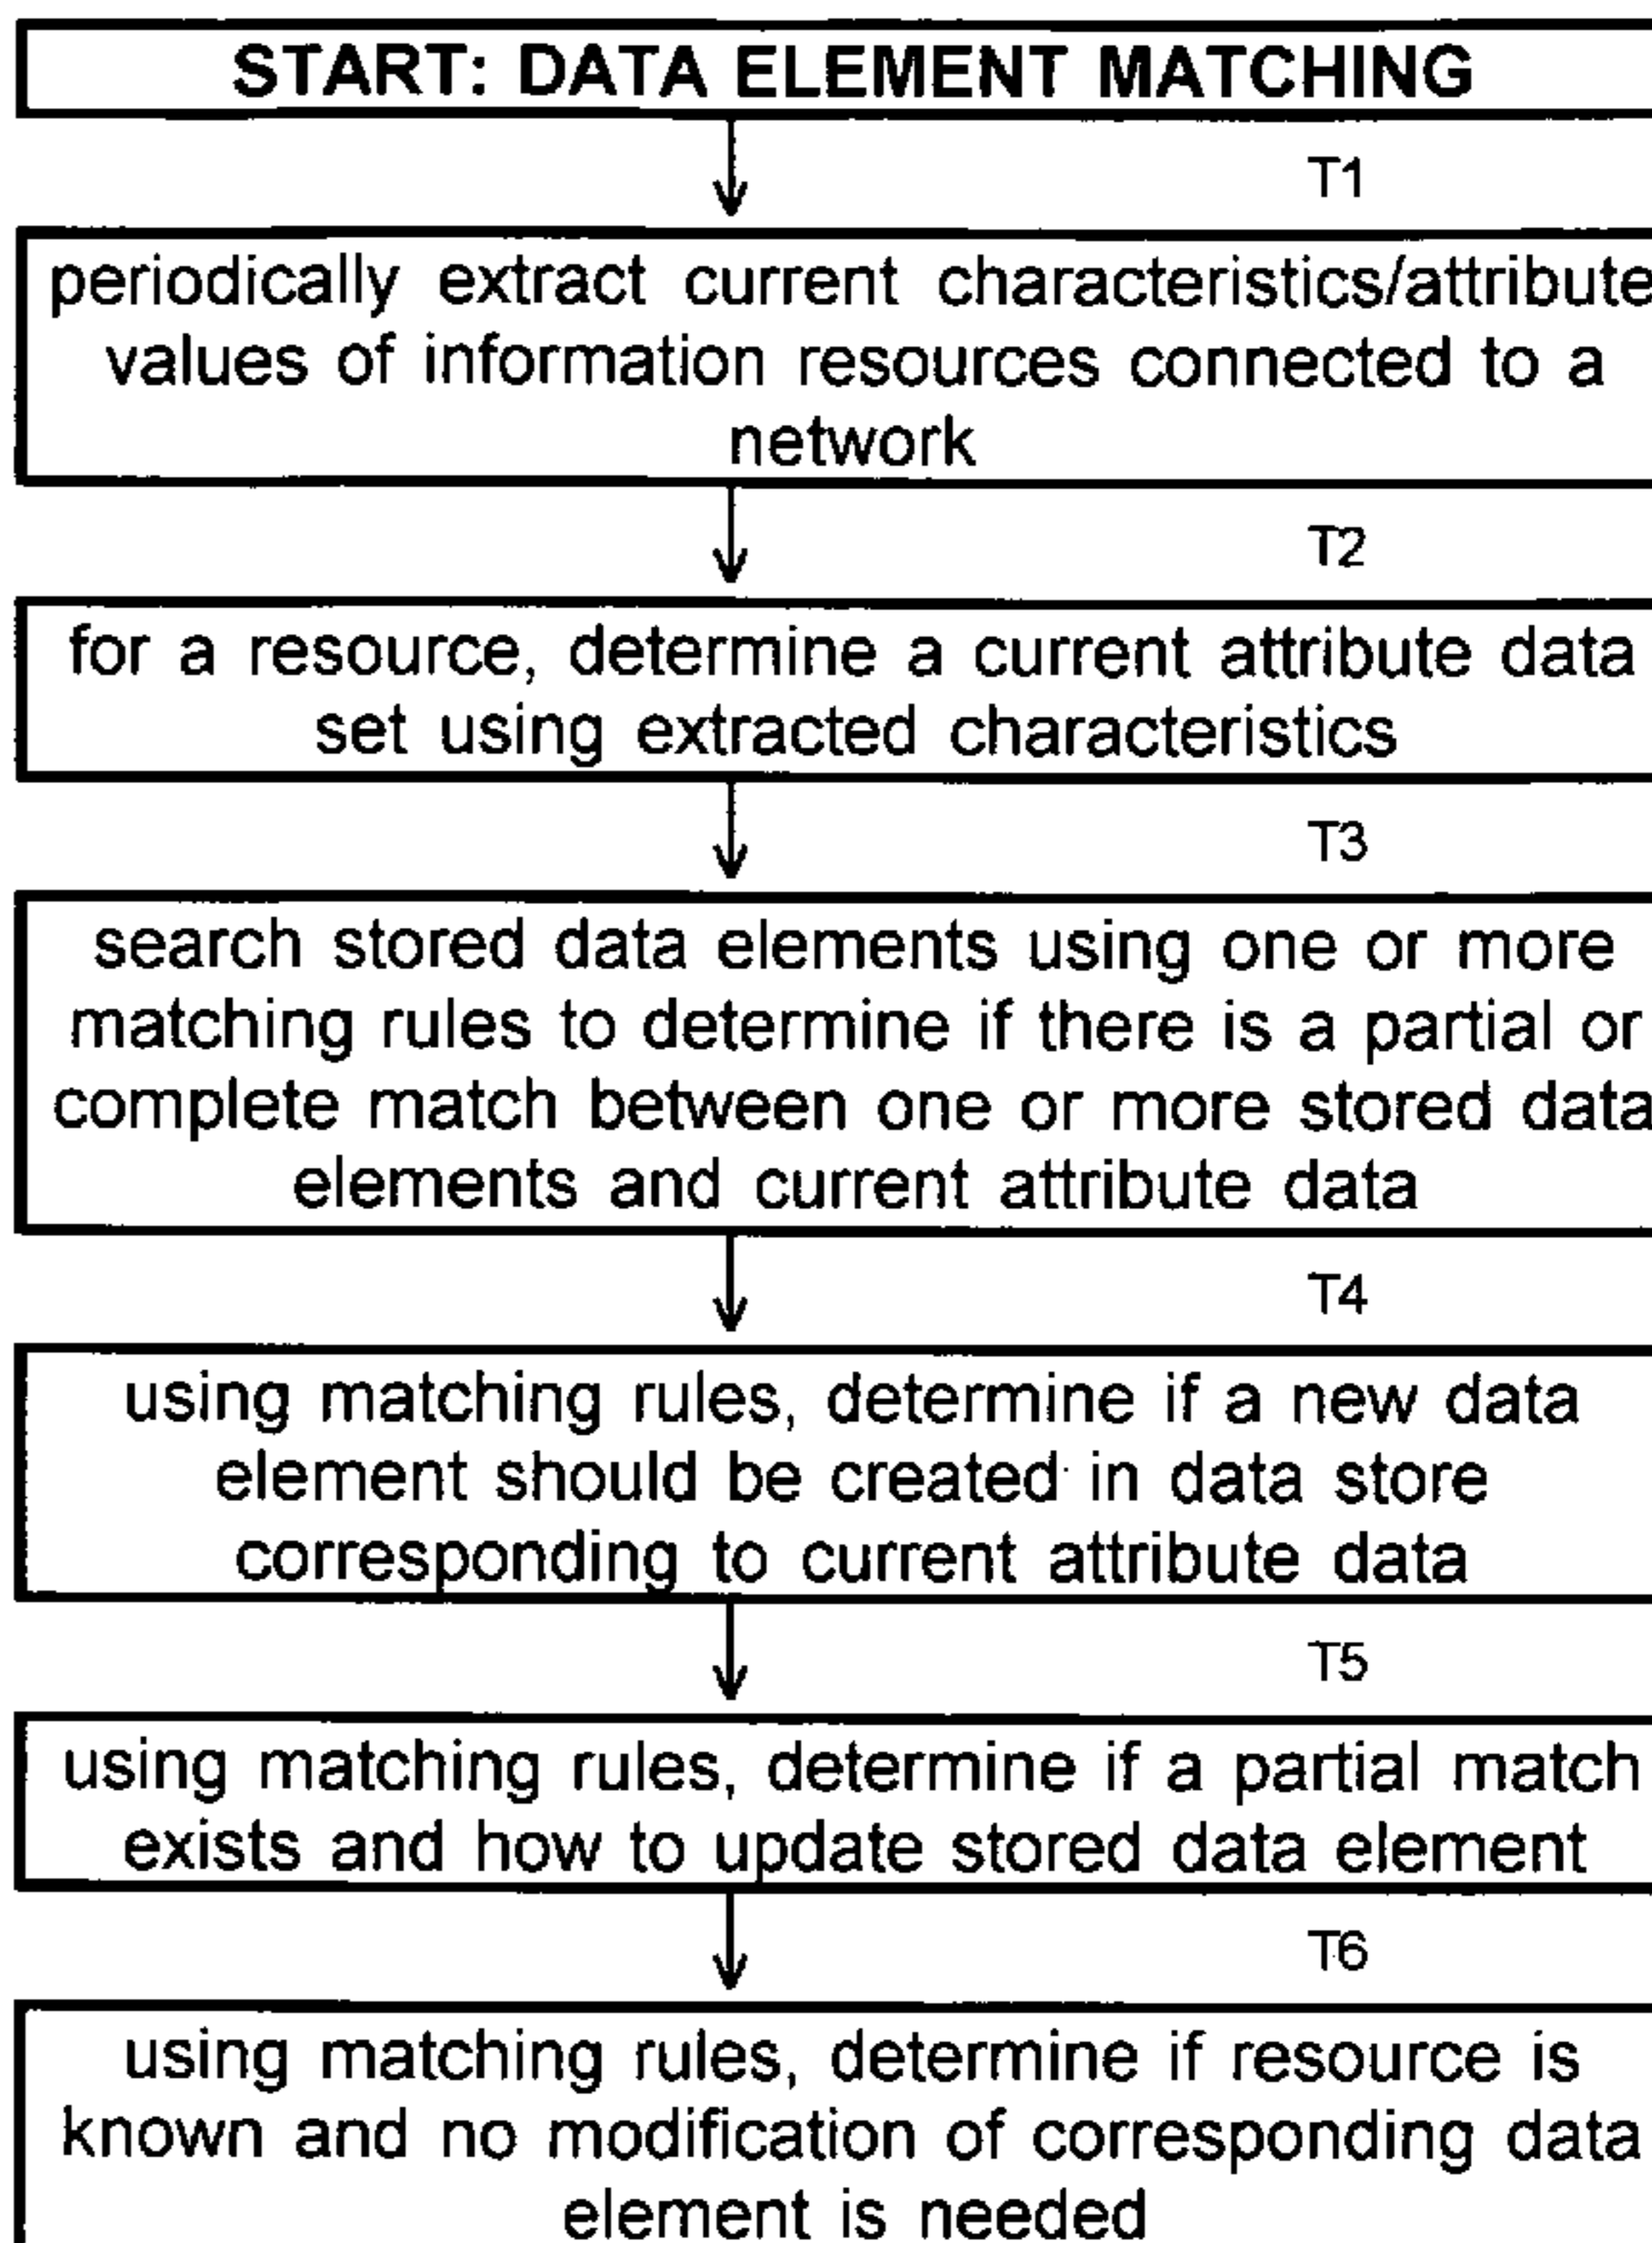 START: DATA ELEMENT MATCHING
T1
periodically extract current characteristics/attribute
values of information resources connected to a
network
T2
for a resource, determine a current attribute data
set using extracted characteristics
T3
search stored data elements using one or more
matching rules to determine if there is a partial or
complete match between one or more stored data
elements and current attribute data
T4
using matching rules, determine if a new data
element should be created in data store
corresponding to current attribute data
T5
using matching rules, determine if a partial match
exists and how to update stored data element
T6
using matching rules, determine if resource is
known and no modification of corresponding data
element is needed